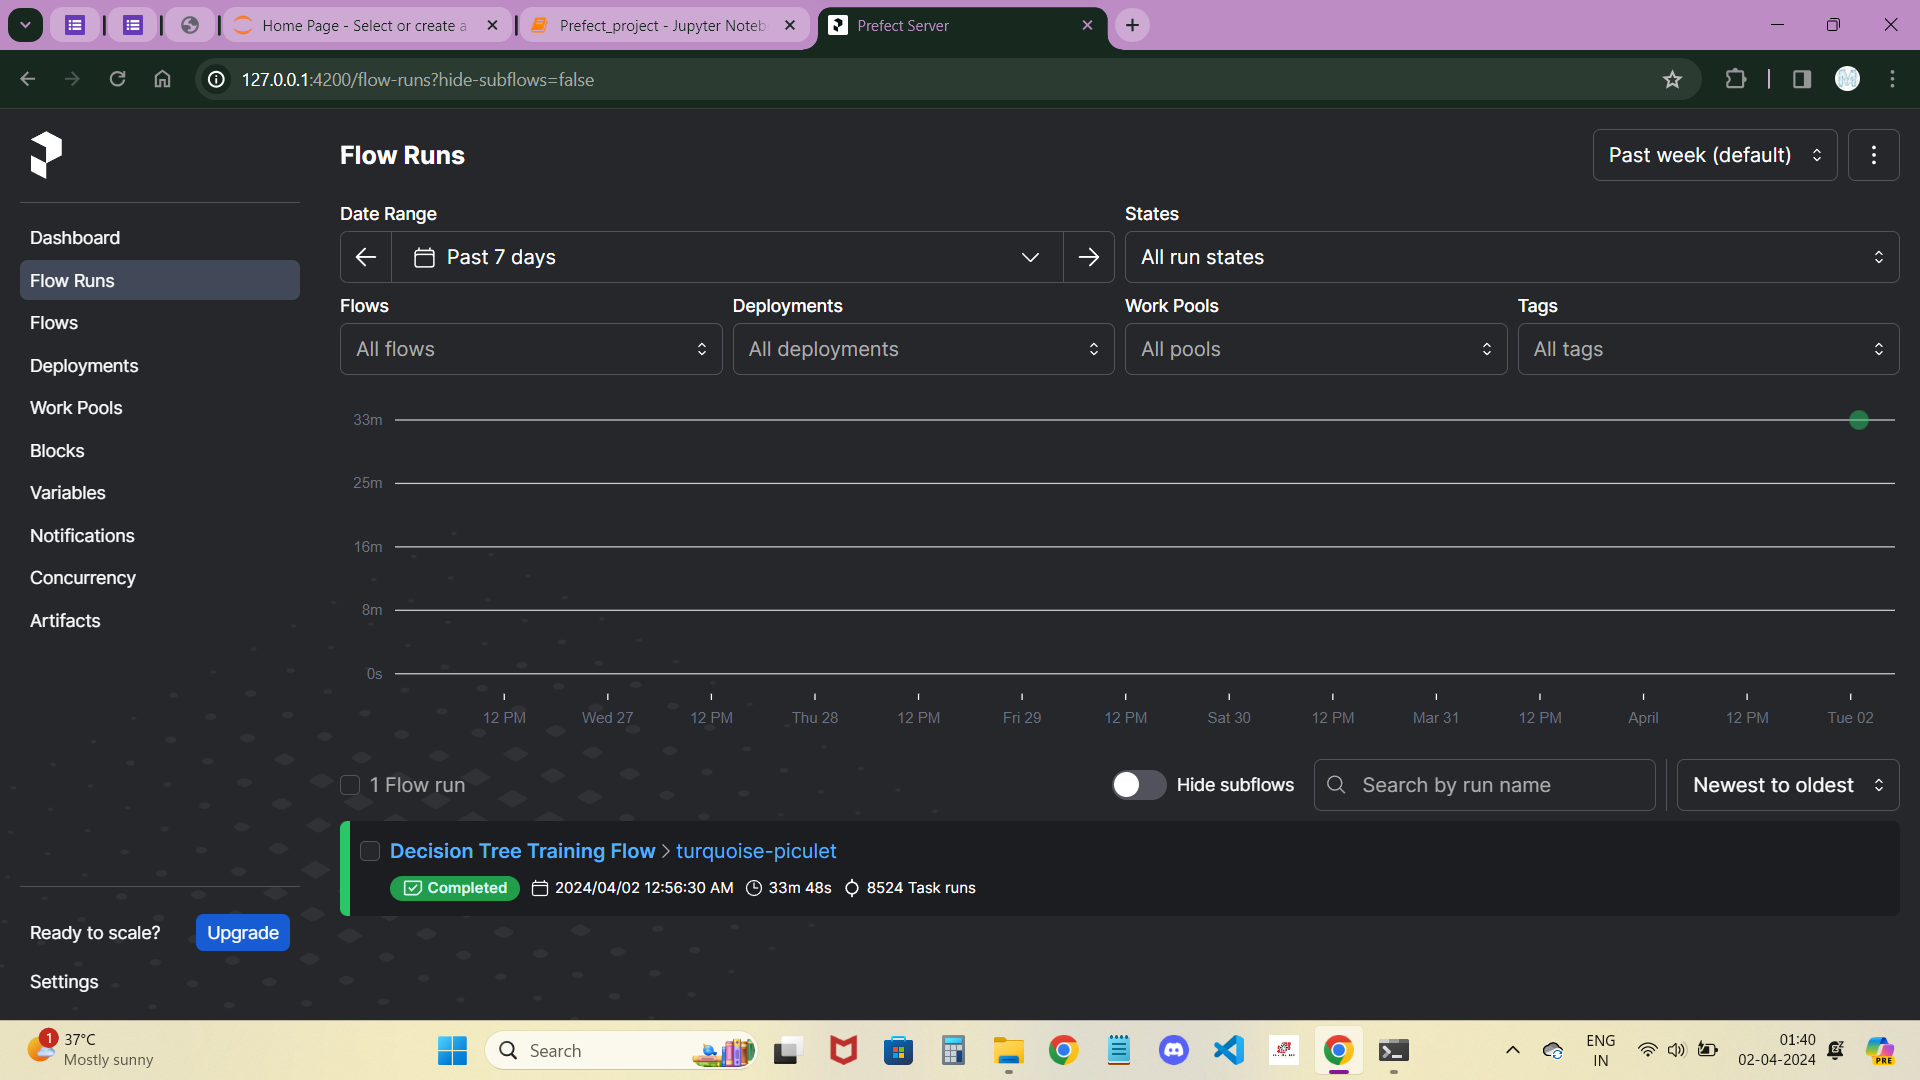 Home Page - Select or create a
Prefect_project - Jupyter Noteb
Prefect Server
127.0.0.1:4200/flow-runs?hide-subflows=false
Flow Runs
Past week (default)
Dashboard
Flow Runs
Flows
Deployments
Work Pools
Blocks
Variables
Notifications
Concurrency
Artifacts
Ready to scale?
Upgrade
Settings
Date Range
States
Past 7 days
All run states
Flows
Deployments
Work Pools
Tags
All flows
All deployments
All pools
All tags
33m
25m
16m
8m
0s
12 PM
Wed 27
12 PM
Thu 28
12 PM
Fri 29
12 PM
Sat 30
12 PM
Mar 31
12 PM
April
12 PM
Tue 02
1 Flow run
Hide subflows
Search by run name
Newest to oldest
Decision Tree Training Flow > turquoise-piculet
Completed
2024/04/02 12:56:30 AM
33m 48s
8524 Task runs
1
37°C
Mostly sunny
Search
ENG
IN
01:40
02-04-2024
PRE